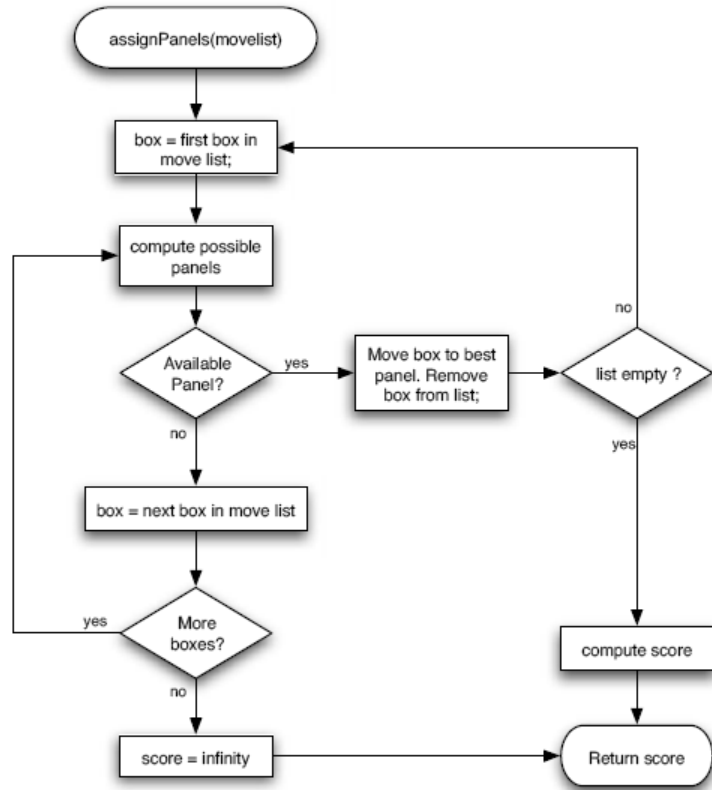 assignPanels(movelist)
box = first box in
move list;
compute possible
panels
no
Available
Panel?
yes
Move box to best
panel. Remove
box from list;
list empty ?
no
yes
box = next box in move list
yes
More
boxes?
compute score
no
score = infinity
Return score